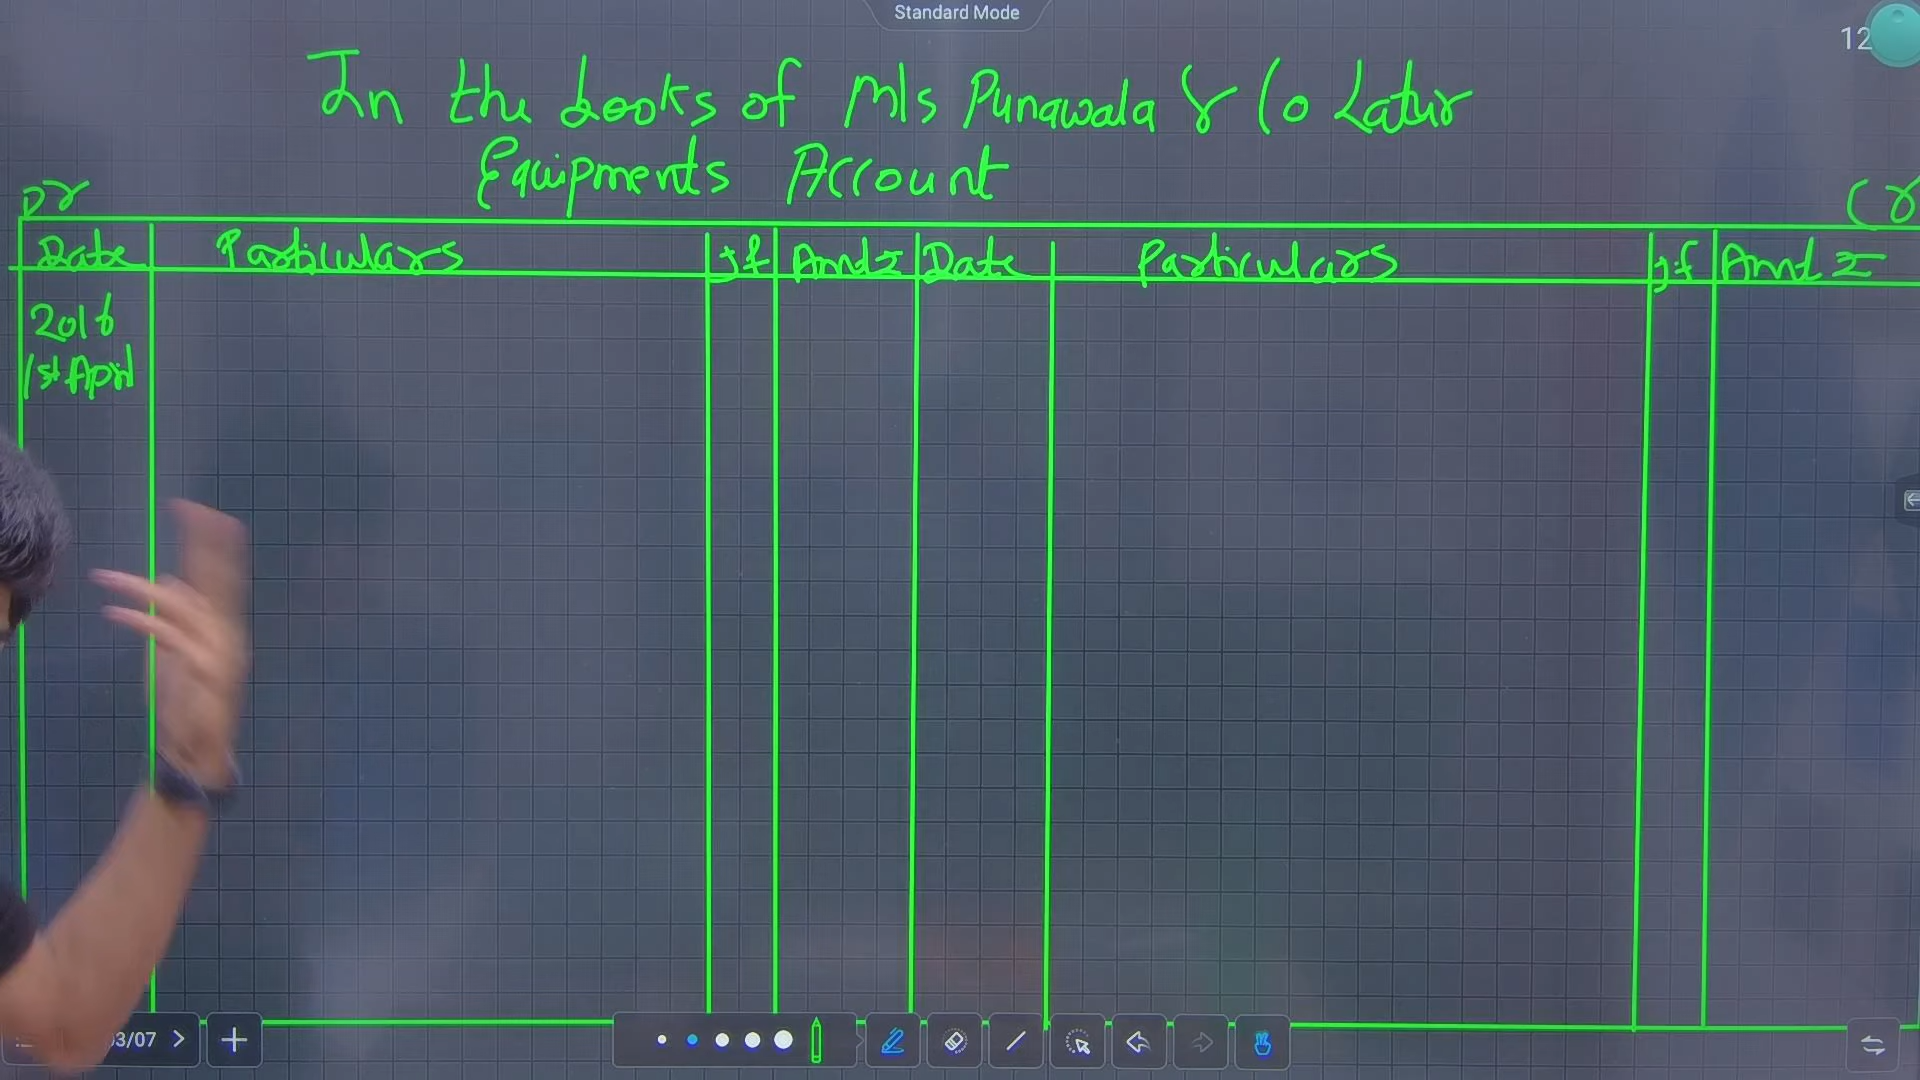 Standard Mode
12
In the books of M/s Punawala & Co Latur
Equipments Account
Dr
Cr
Date Particulars J.f Amt ₹ Date Particulars J.f Amt ₹
2016
1st April
3/07